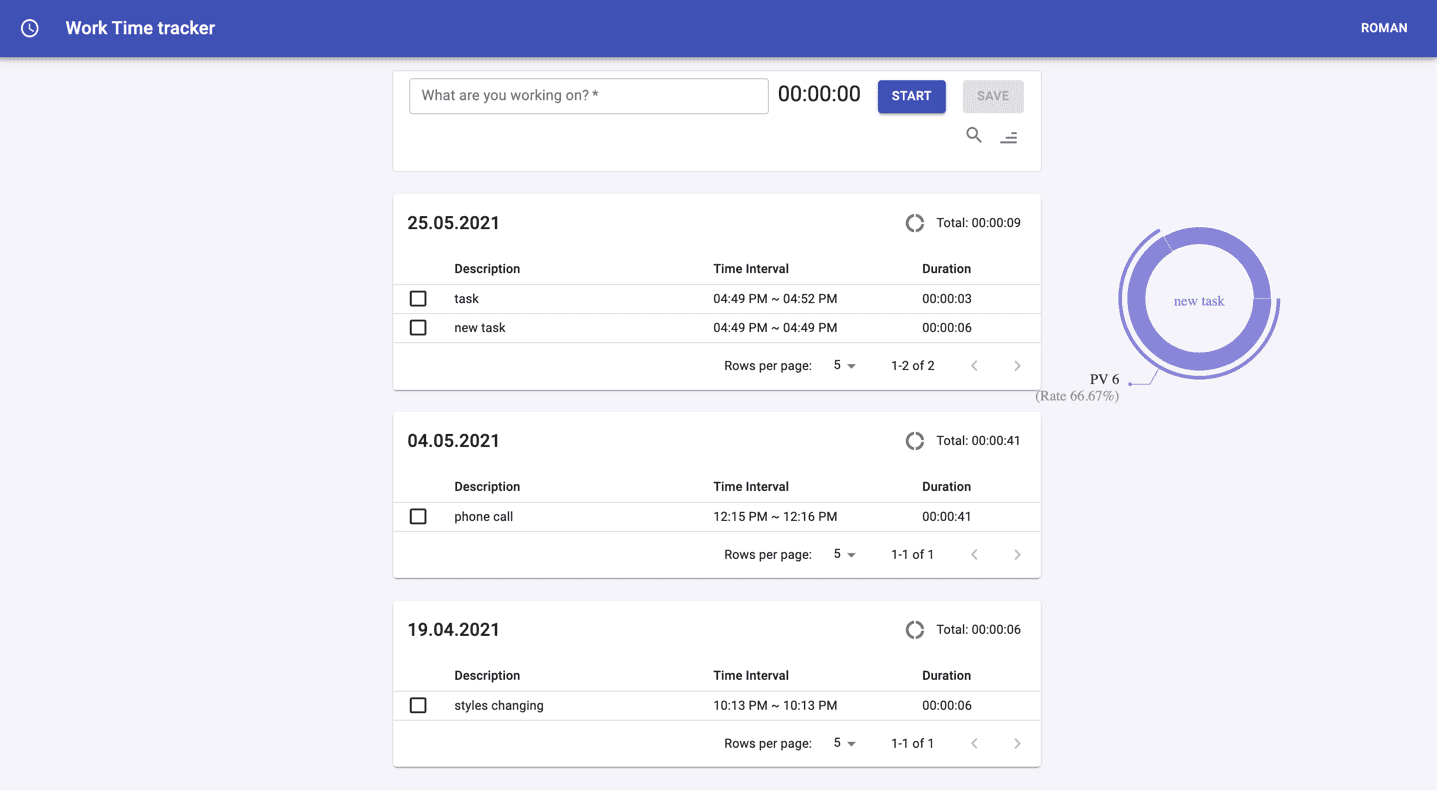 Work Time tracker ROMAN
What are you working on? * 00:00:00 START SAVE
25.05.2021 Total: 00:00:09
Description Time Interval Duration
task 04:49 PM ~ 04:52 PM 00:00:03
new task 04:49 PM ~ 04:49 PM 00:00:06
Rows per page: 5 1-2 of 2
new task
PV 6
(Rate 66.67%)
04.05.2021 Total: 00:00:41
Description Time Interval Duration
phone call 12:15 PM ~ 12:16 PM 00:00:41
Rows per page: 5 1-1 of 1
19.04.2021 Total: 00:00:06
Description Time Interval Duration
styles changing 10:13 PM ~ 10:13 PM 00:00:06
Rows per page: 5 1-1 of 1